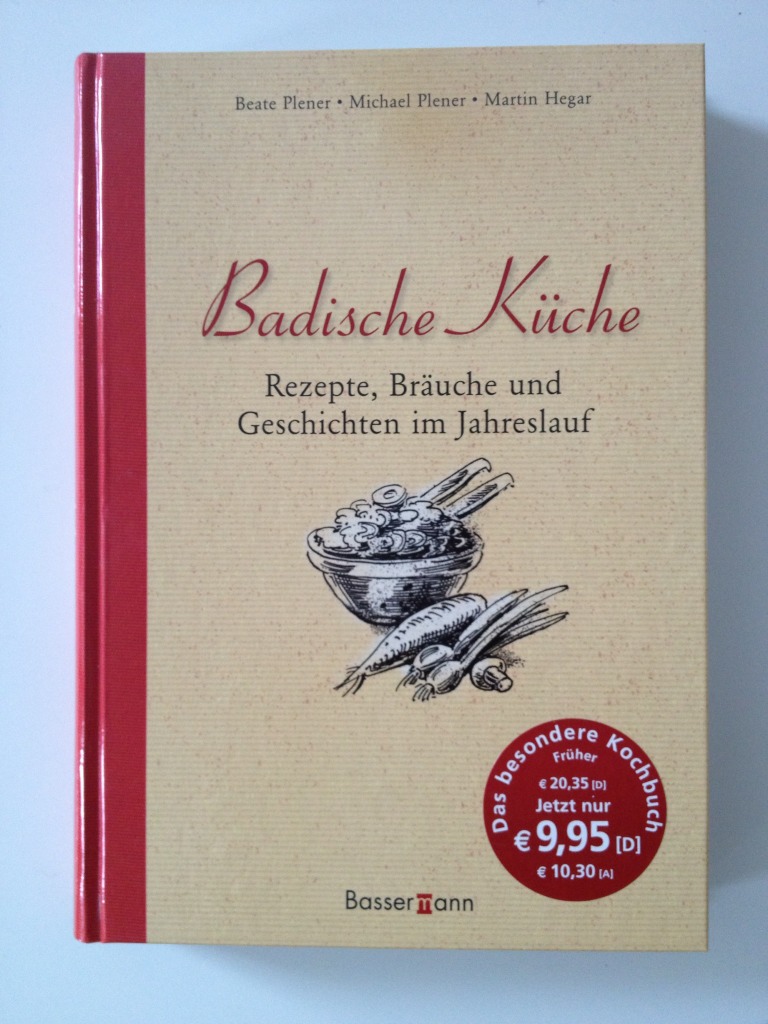 Beate Plener • Michael Plener • Martin Hegar
Badische Küche
Rezepte, Bräuche und
Geschichten im Jahreslauf
Das besondere Kochbuch
Früher
€ 20,35 [D]
Jetzt nur
€ 9,95 [D]
€ 10,30 [A]
Bassermann